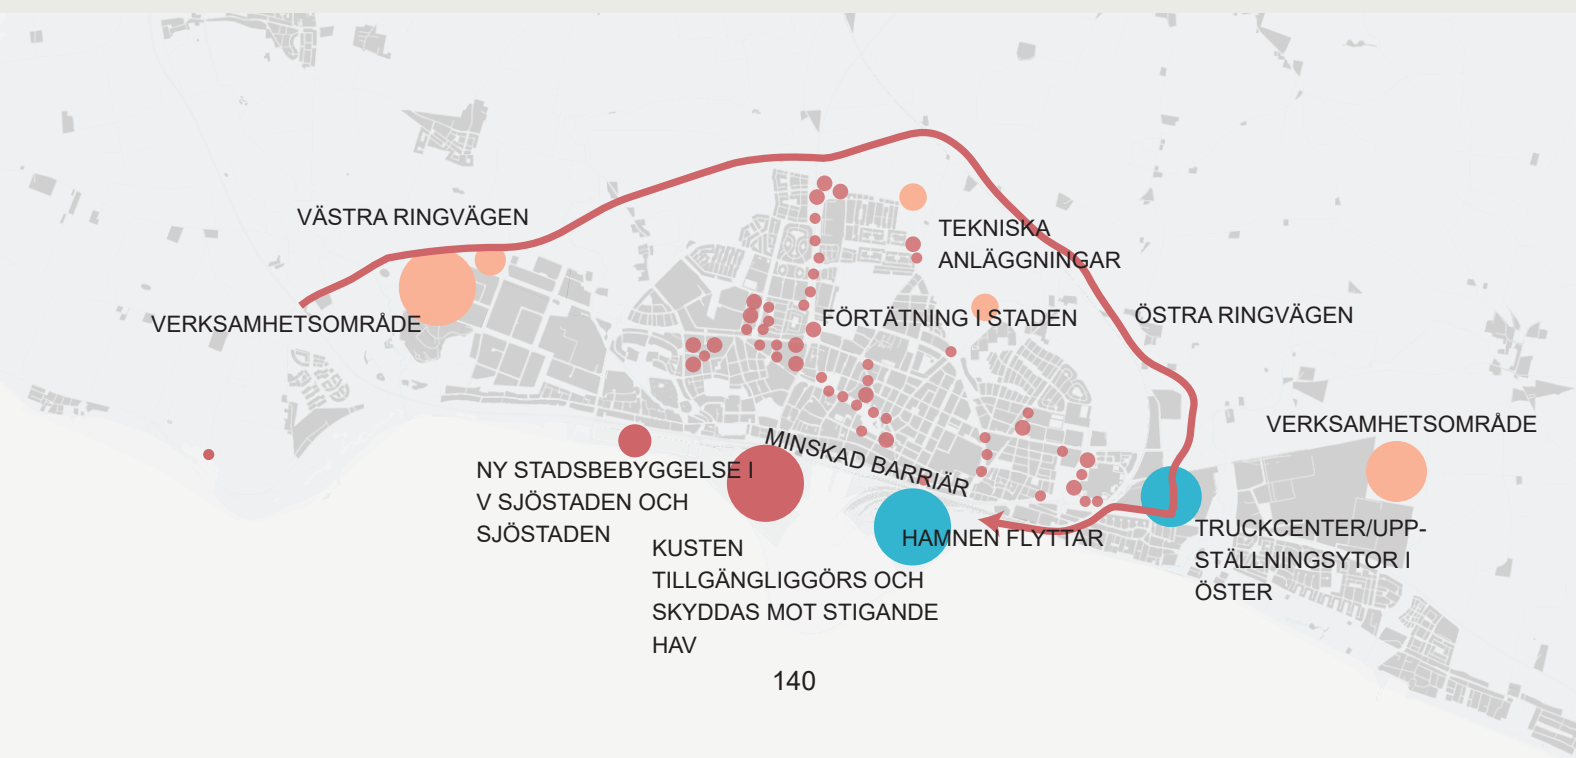 VÄSTRA RINGVÄGEN
TEKNISKA
ANLÄGGNINGAR
VERKSAMHETSOMRÅDE
FÖRTÄTNING I STADEN
ÖSTRA RINGVÄGEN
VERKSAMHETSOMRÅDE
MINSKAD BARRIÄR
NY STADSBEBYGGELSE I
V SJÖSTADEN OCH
SJÖSTADEN
HAMNEN FLYTTAR
TRUCKCENTER/UPP-
STÄLLNINGSYTOR I
ÖSTER
KUSTEN
TILLGÄNGLIGGÖRS OCH
SKYDDAS MOT STIGANDE
HAV
140